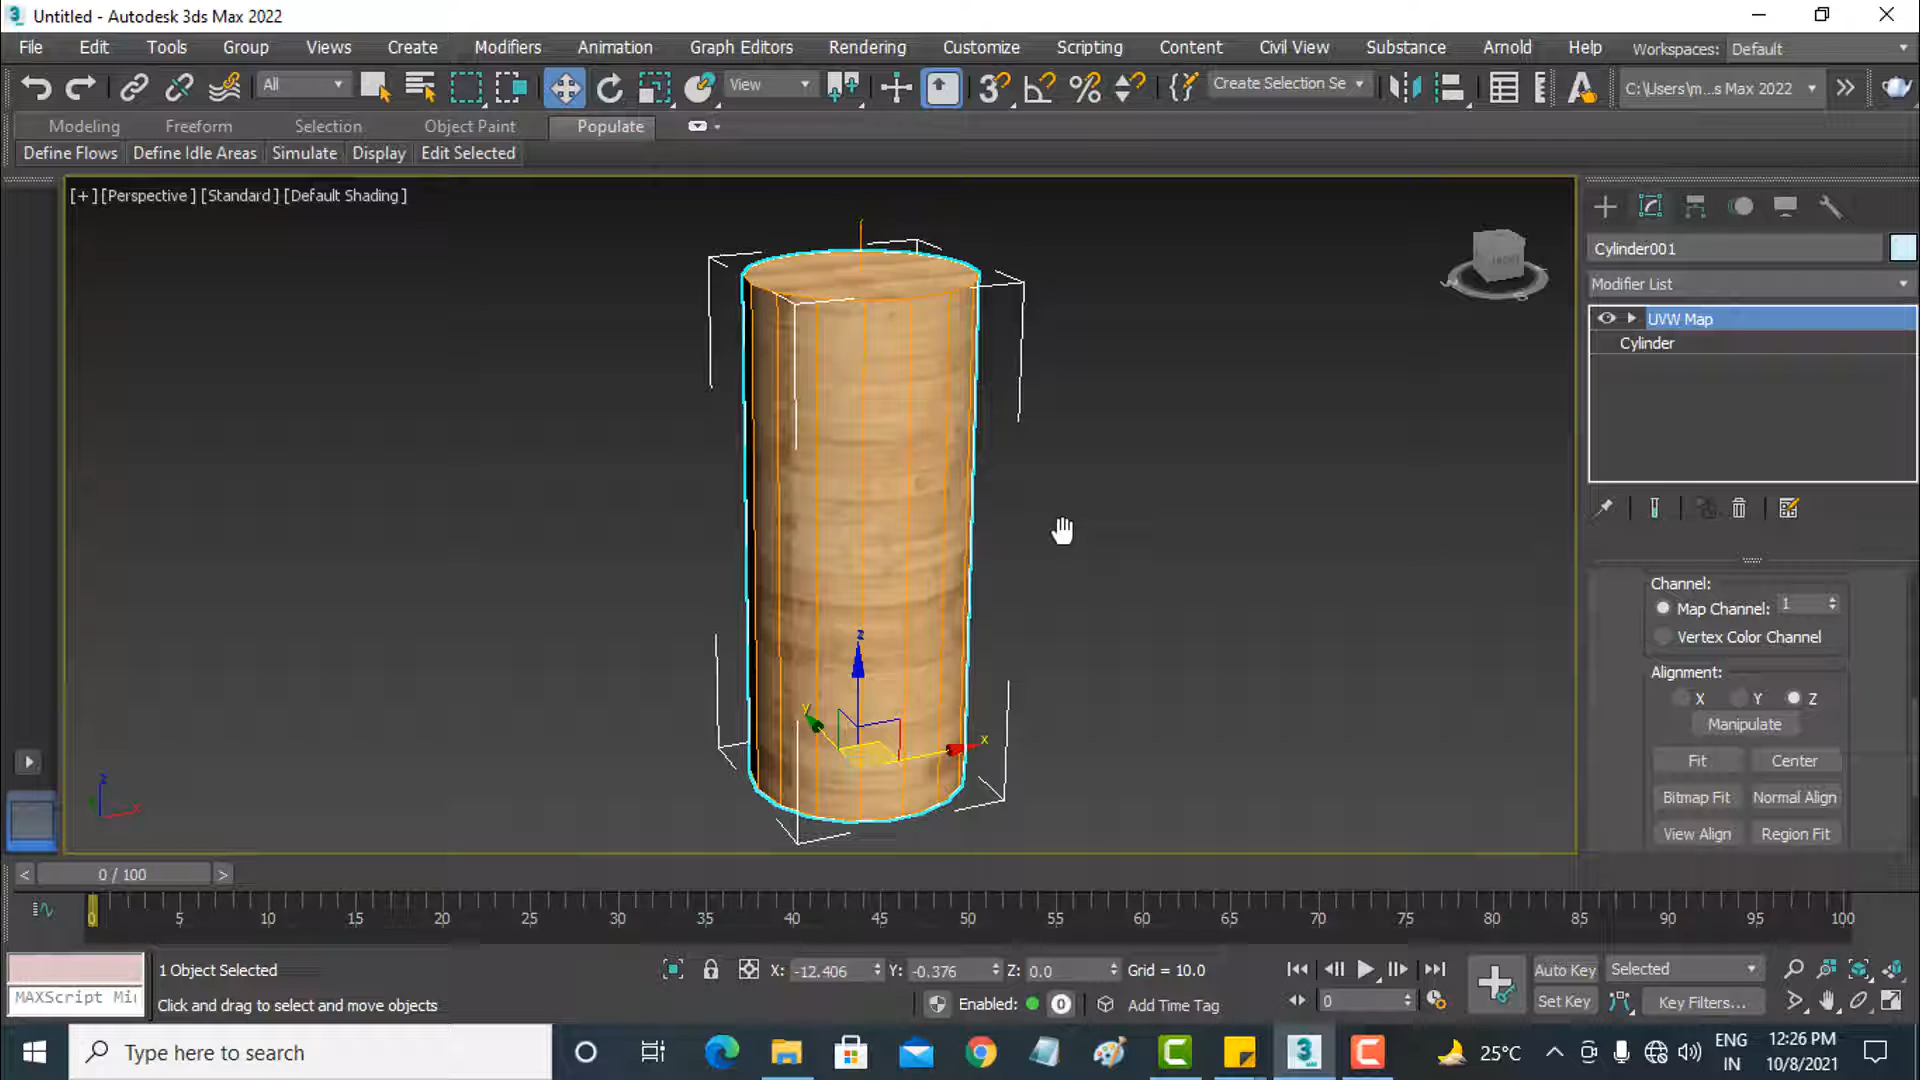 Untitled - Autodesk 3ds Max 2022
File Edit Tools Group Views Create Modifiers Animation Graph Editors Rendering Customize Scripting Content Civil View Substance Arnold Help Workspaces: Default
All View Create Selection Se C:\Users\m...s Max 2022
Modeling Freeform Selection Object Paint Populate
Define Flows Define Idle Areas Simulate Display Edit Selected
[+] [Perspective] [Standard] [Default Shading]
FRONT
Cylinder001
Modifier List
UVW Map
Cylinder
Channel:
Map Channel: 1
Vertex Color Channel
Alignment:
X Y Z
Manipulate
Fit Center
Bitmap Fit Normal Align
View Align Region Fit
z
y
x
z
x
< 0 / 100 >
0 5 10 15 20 25 30 35 40 45 50 55 60 65 70 75 80 85 90 95 100
1 Object Selected X: -12.406 Y: -0.376 Z: 0.0 Grid = 10.0 Auto Key Selected
MAXScript Mi Click and drag to select and move objects Enabled: 0 Add Time Tag 0 Set Key Key Filters...
Type here to search 25°C ENG 12:26 PM
IN 10/8/2021